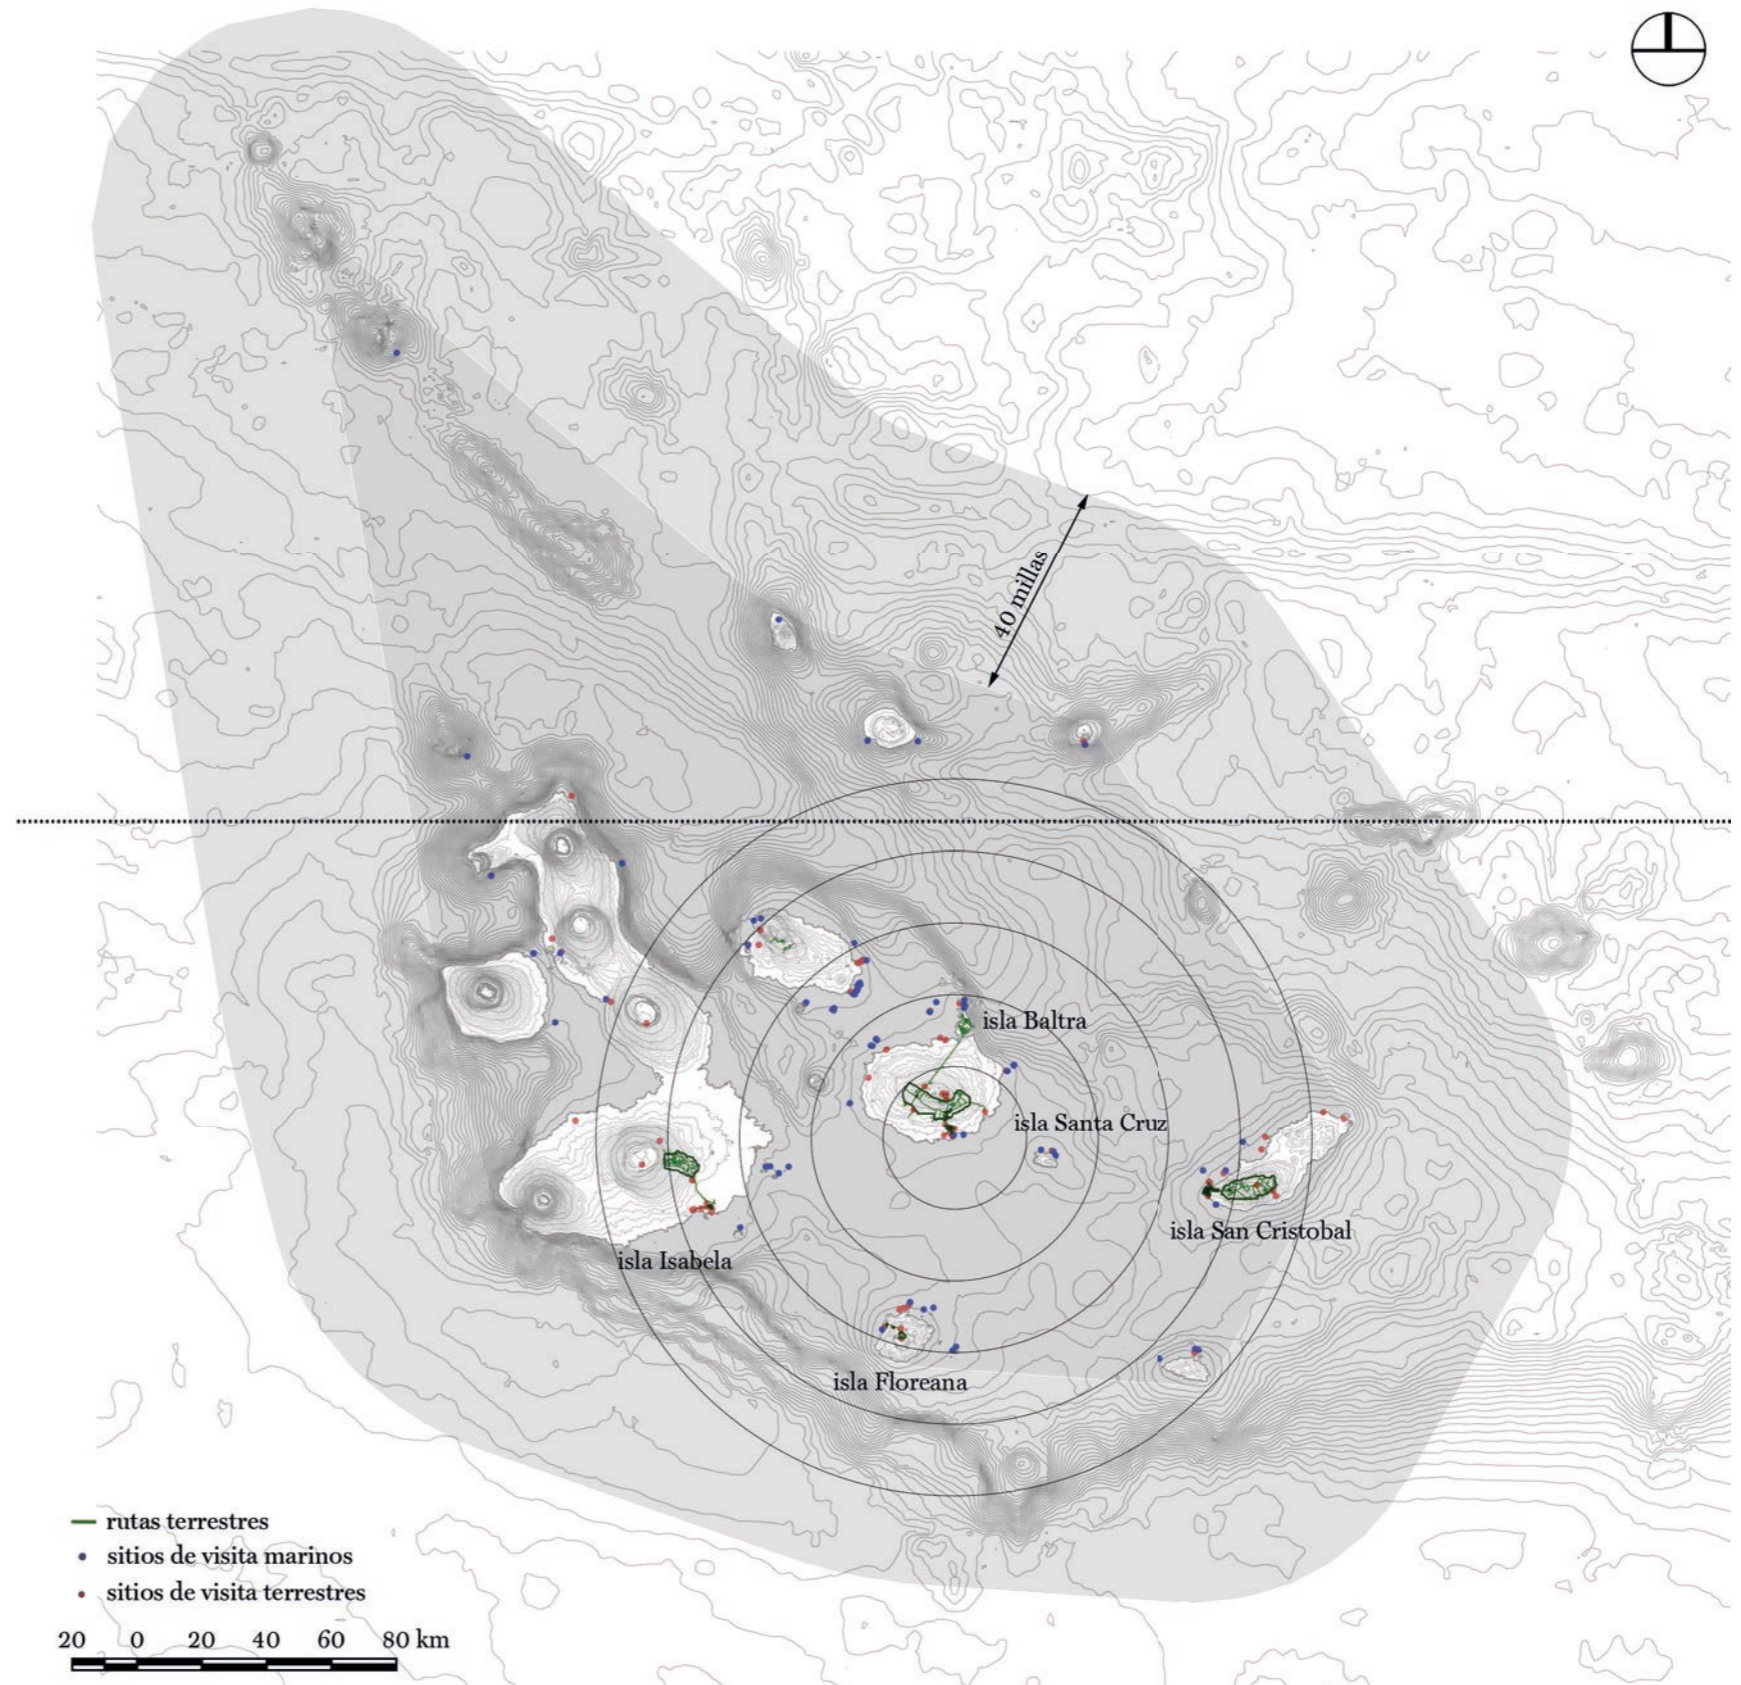 40 millas
isla Baltra
isla Santa Cruz
isla San Cristobal
isla Isabela
isla Floreana
rutas terrestres
sitios de visita marinos
sitios de visita terrestres
20 0 20 40 60 80 km